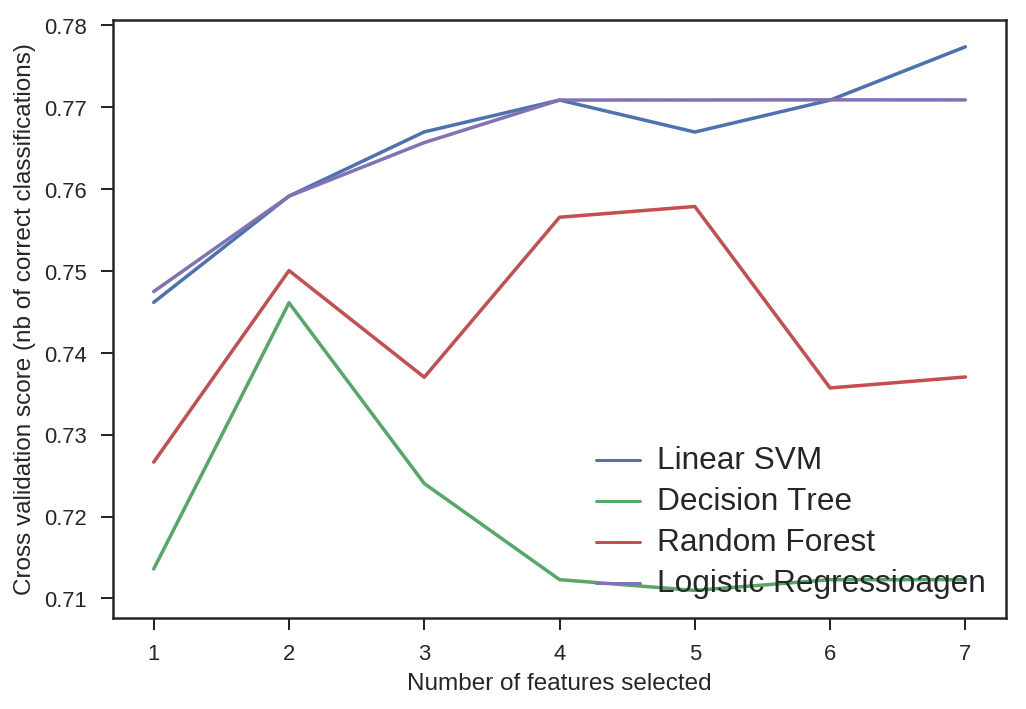 Cross validation score (nb of correct classifications)
0.78
0.77
0.76
0.75
0.74
0.73
0.72
0.71
Linear SVM
Decision Tree
Random Forest
Logistic Regressioagen
1 2 3 4 5 6 7
Number of features selected